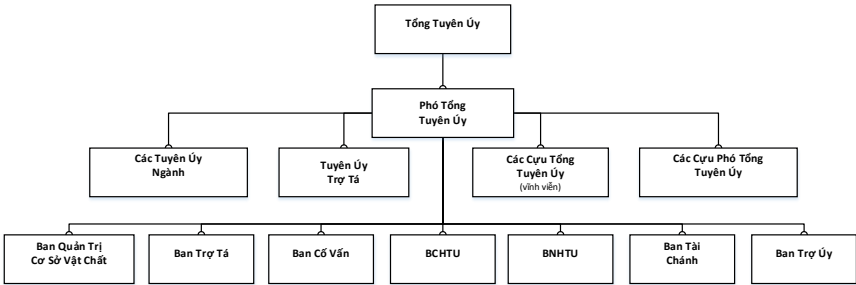 Tổng Tuyên Úy
Phó Tổng
Tuyên Úy
Các Tuyên Úy
Ngành
Tuyên Úy
Trợ Tá
Các Cựu Tổng
Tuyên Úy
(vĩnh viễn)
Các Cựu Phó Tổng
Tuyên Úy
Ban Quản Trị
Cơ Sở Vật Chất
Ban Trợ Tá
Ban Cố Vấn
BCHTU
BNHTU
Ban Tài
Chánh
Ban Trợ Úy